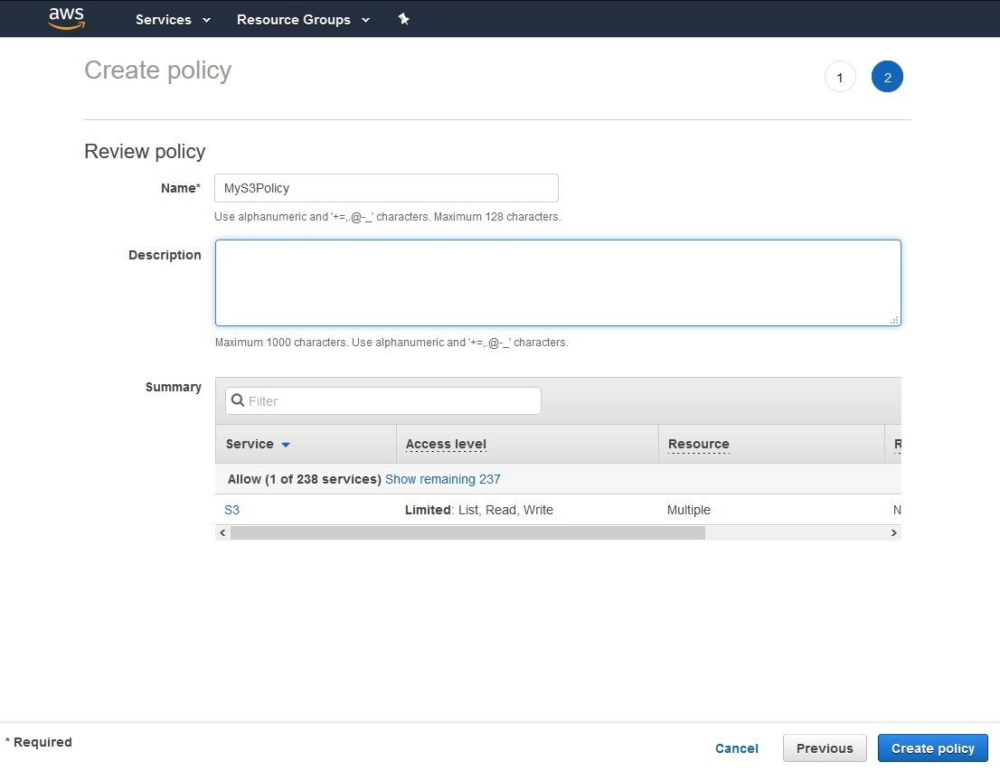 aws Services Resource Groups
Create policy
1 2
Review policy
Name* MyS3Policy
Use alphanumeric and '+=,.@-_' characters. Maximum 128 characters.
Description
Maximum 1000 characters. Use alphanumeric and '+=,.@-_' characters.
Summary
Filter
Service Access level Resource R
Allow (1 of 238 services) Show remaining 237
S3 Limited: List, Read, Write Multiple N
* Required
Cancel Previous Create policy